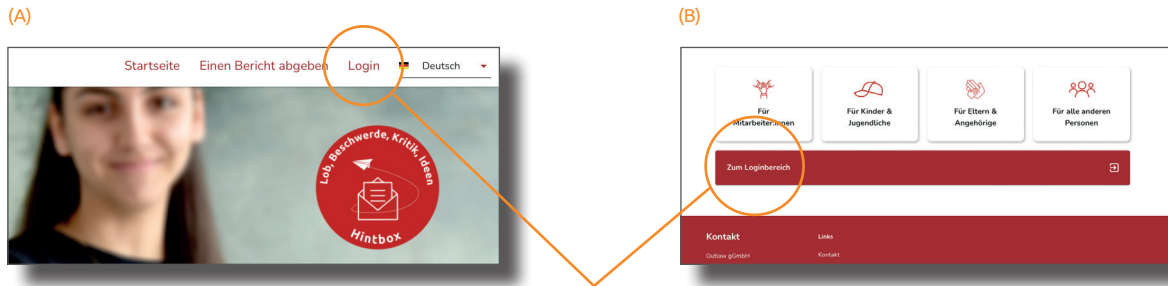 (A)
Startseite Einen Bericht abgeben Login Deutsch
Lob, Beschwerde, Kritik, Ideen
Hintbox
(B)
Für
Mitarbeiter:innen
Für Kinder &
Jugendliche
Für Eltern &
Angehörige
Für alle anderen
Personen
Zum Loginbereich
Kontakt
Links
Outlaw gGmbH
Kontakt